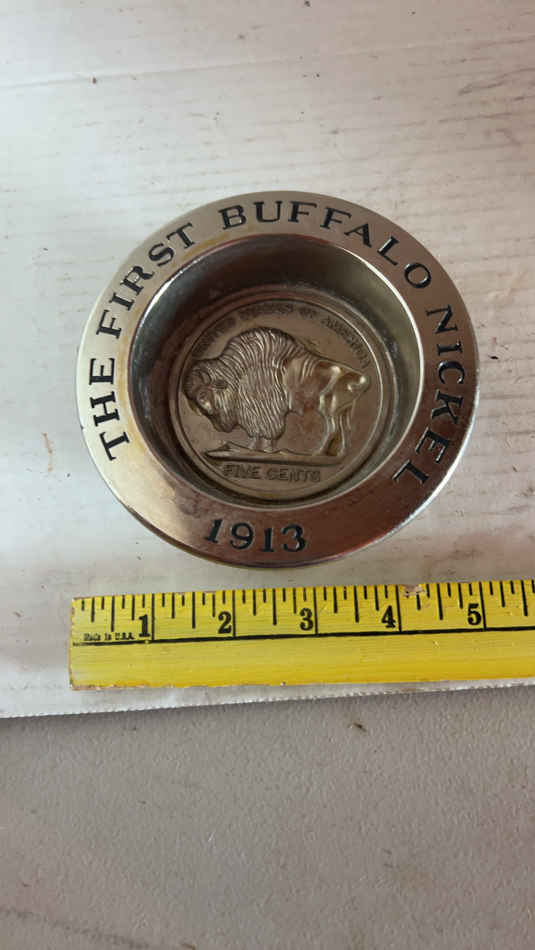 THE FIRST BUFFALO NICKEL
1913
UNITED STATES OF AMERICA
FIVE CENTS
1 2 3 4 5
Made in U.S.A.